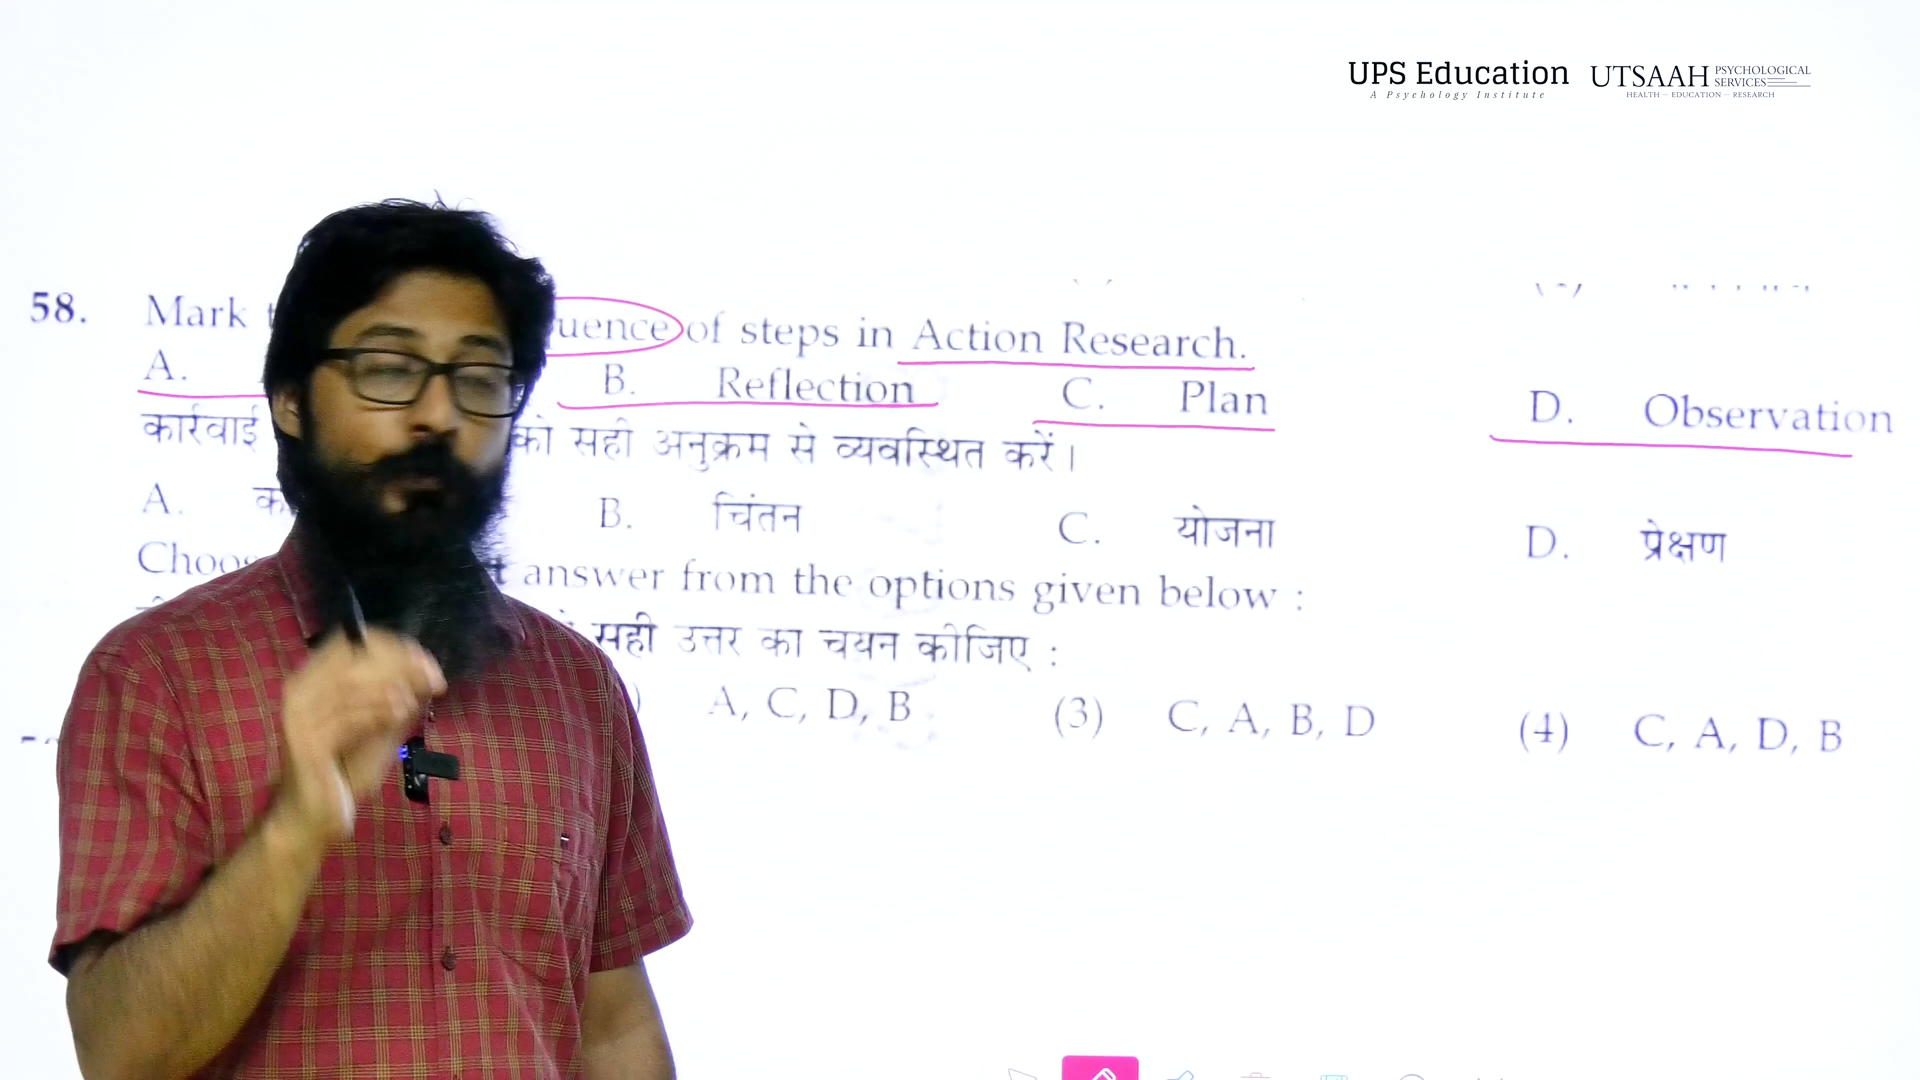 UPS Education
A Psychology Institute
UTSAAH PSYCHOLOGICAL SERVICES
HEALTH — EDUCATION — RESEARCH
58. Mark uence of steps in Action Research.
A. B. Reflection C. Plan D. Observation
कार्रवाई को सही अनुक्रम से व्यवस्थित करें।
A. B. चिंतन C. योजना D. प्रेक्षण
answer from the options given below :
सही उत्तर का चयन कीजिए :
A, C, D, B (3) C, A, B, D (4) C, A, D, B